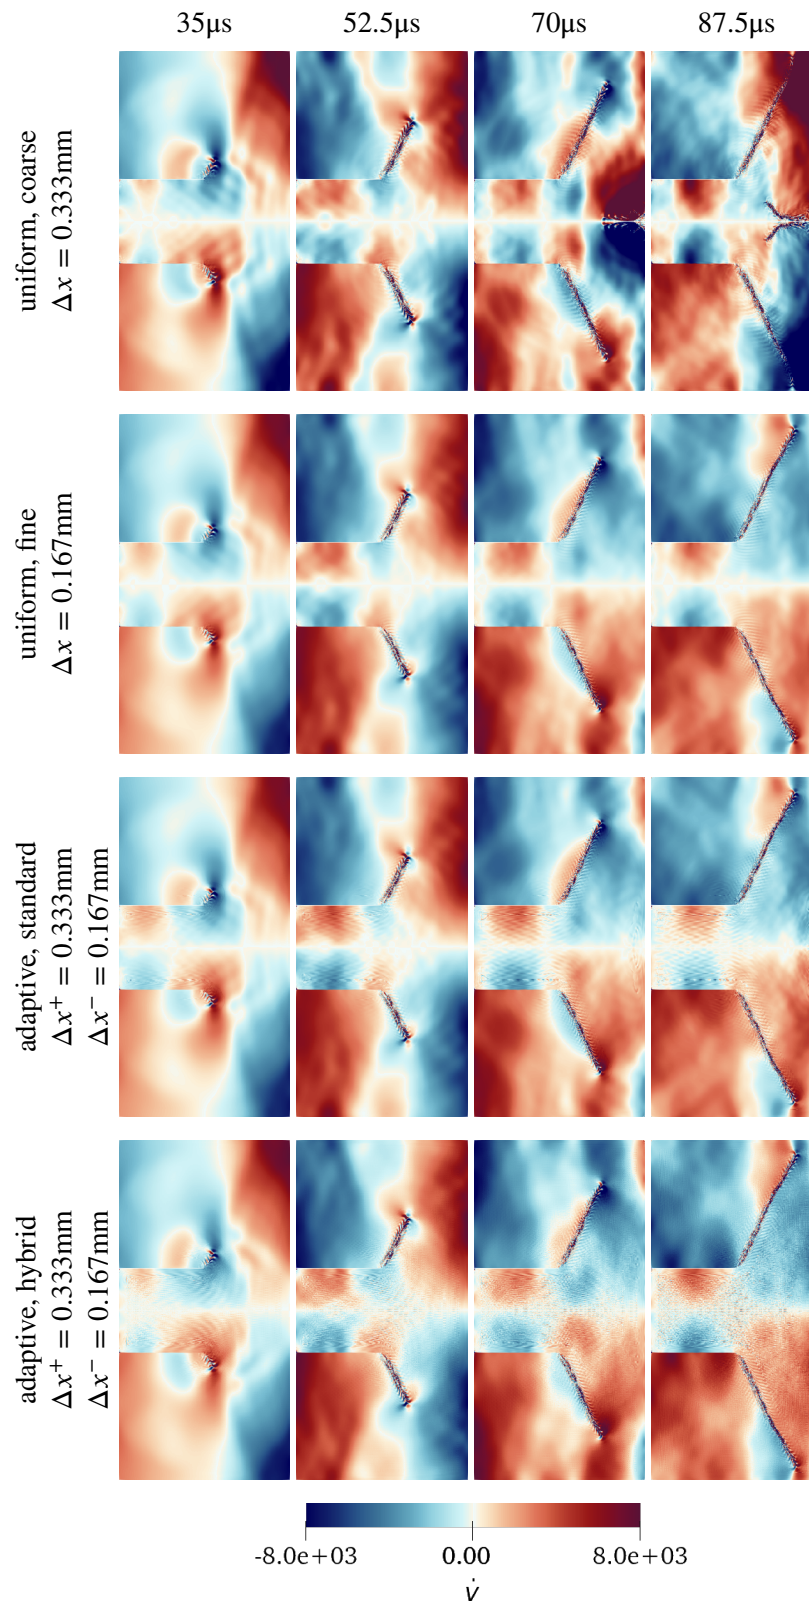 35μs 52.5μs 70μs 87.5μs
uniform, coarse
Δx = 0.333mm
uniform, fine
Δx = 0.167mm
adaptive, standard
Δx⁺ = 0.333mm
Δx⁻ = 0.167mm
adaptive, hybrid
Δx⁺ = 0.333mm
Δx⁻ = 0.167mm
-8.0e+03 0.00 8.0e+03
v̇